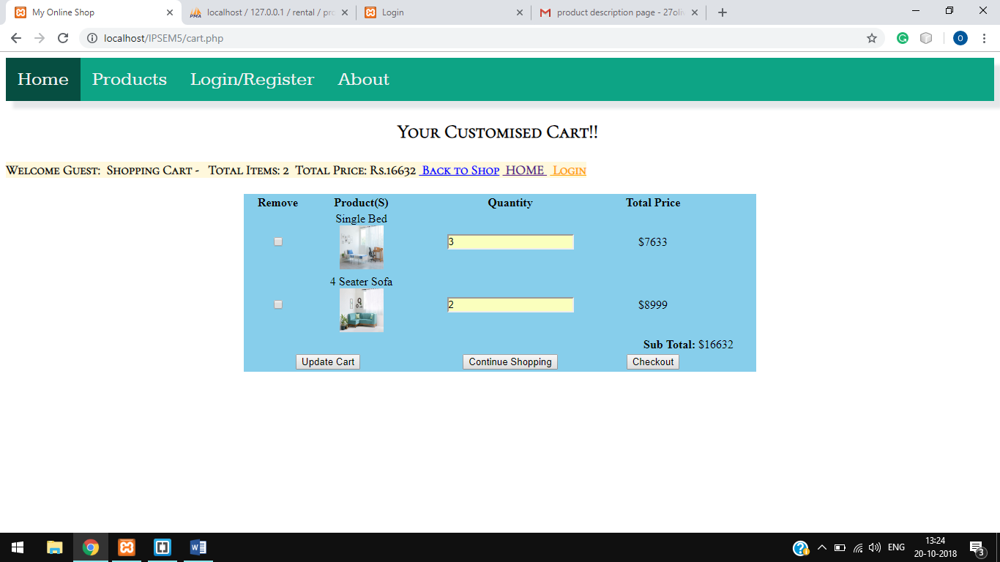 My Online Shop
localhost / 127.0.0.1 / rental / pro
Login
product description page - 27oliv
localhost/IPSEM5/cart.php
O
Home Products Login/Register About
Your Customised Cart!!
Welcome Guest: Shopping Cart - Total Items: 2 Total Price: Rs.16632 Back to Shop HOME Login
Remove Product(S) Quantity Total Price
Single Bed
3 $7633
4 Seater Sofa
2 $8999
Sub Total: $16632
Update Cart Continue Shopping Checkout
ENG
13:24
20-10-2018
3